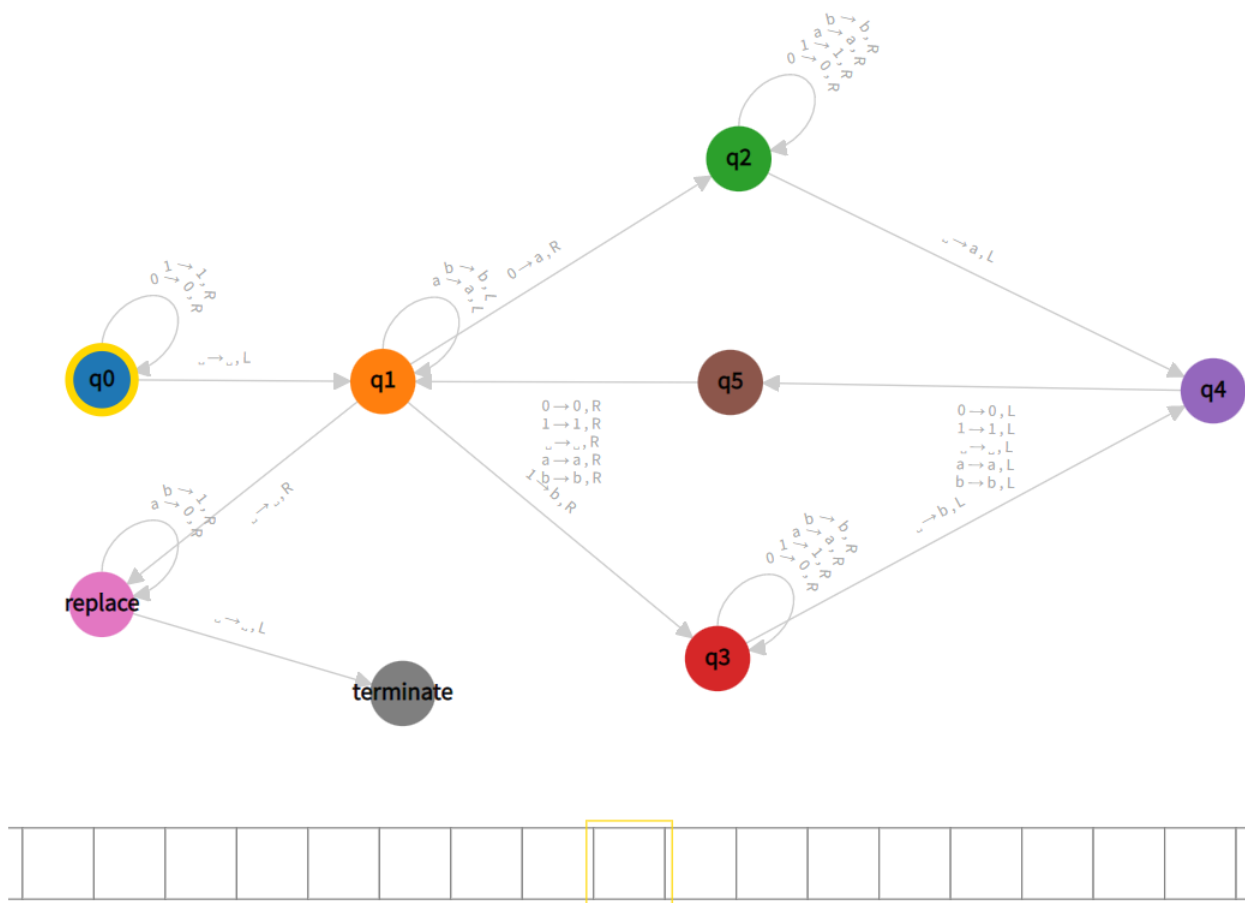 b→b,R
a→a,R
1→1,R
0→0,R
q2
␣→a,L
1→1,R
0→0,R
b→b,L
a→a,L
0→a,R
␣→␣,L
q0
q1
q5
q4
0→0,R
1→1,R
␣→␣,R
a→a,R
b→b,R
0→0,L
1→1,L
␣→␣,L
a→a,L
b→b,L
1→b,R
␣→␣,R
b→1,R
a→0,R
␣→b,L
b→b,R
a→a,R
1→1,R
0→0,R
replace
␣→␣,L
q3
terminate